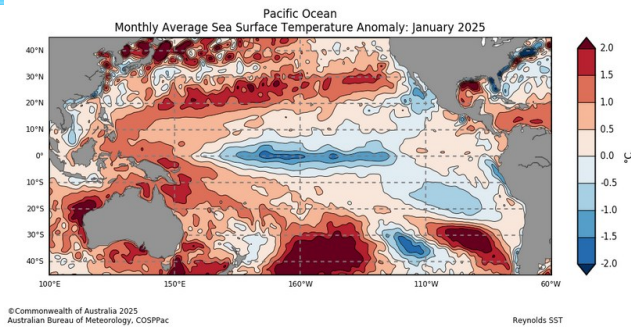 Pacific Ocean
Monthly Average Sea Surface Temperature Anomaly: January 2025
40°N
30°N
20°N
10°N
0°
10°S
20°S
30°S
40°S
100°E
150°E
160°W
110°W
60°W
2.0
1.5
1.0
0.5
0.0
-0.5
-1.0
-1.5
-2.0
°C
©Commonwealth of Australia 2025
Australian Bureau of Meteorology, COSPPac
Reynolds SST